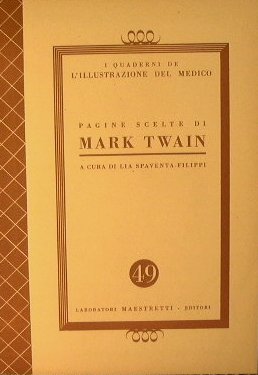 I QUADERNI DE
L'ILLUSTRAZIONE DEL MEDICO
PAGINE SCELTE DI
MARK TWAIN
A CURA DI LIA SPAVENTA FILIPPI
49
LABORATORI MAESTRETTI - EDITORI